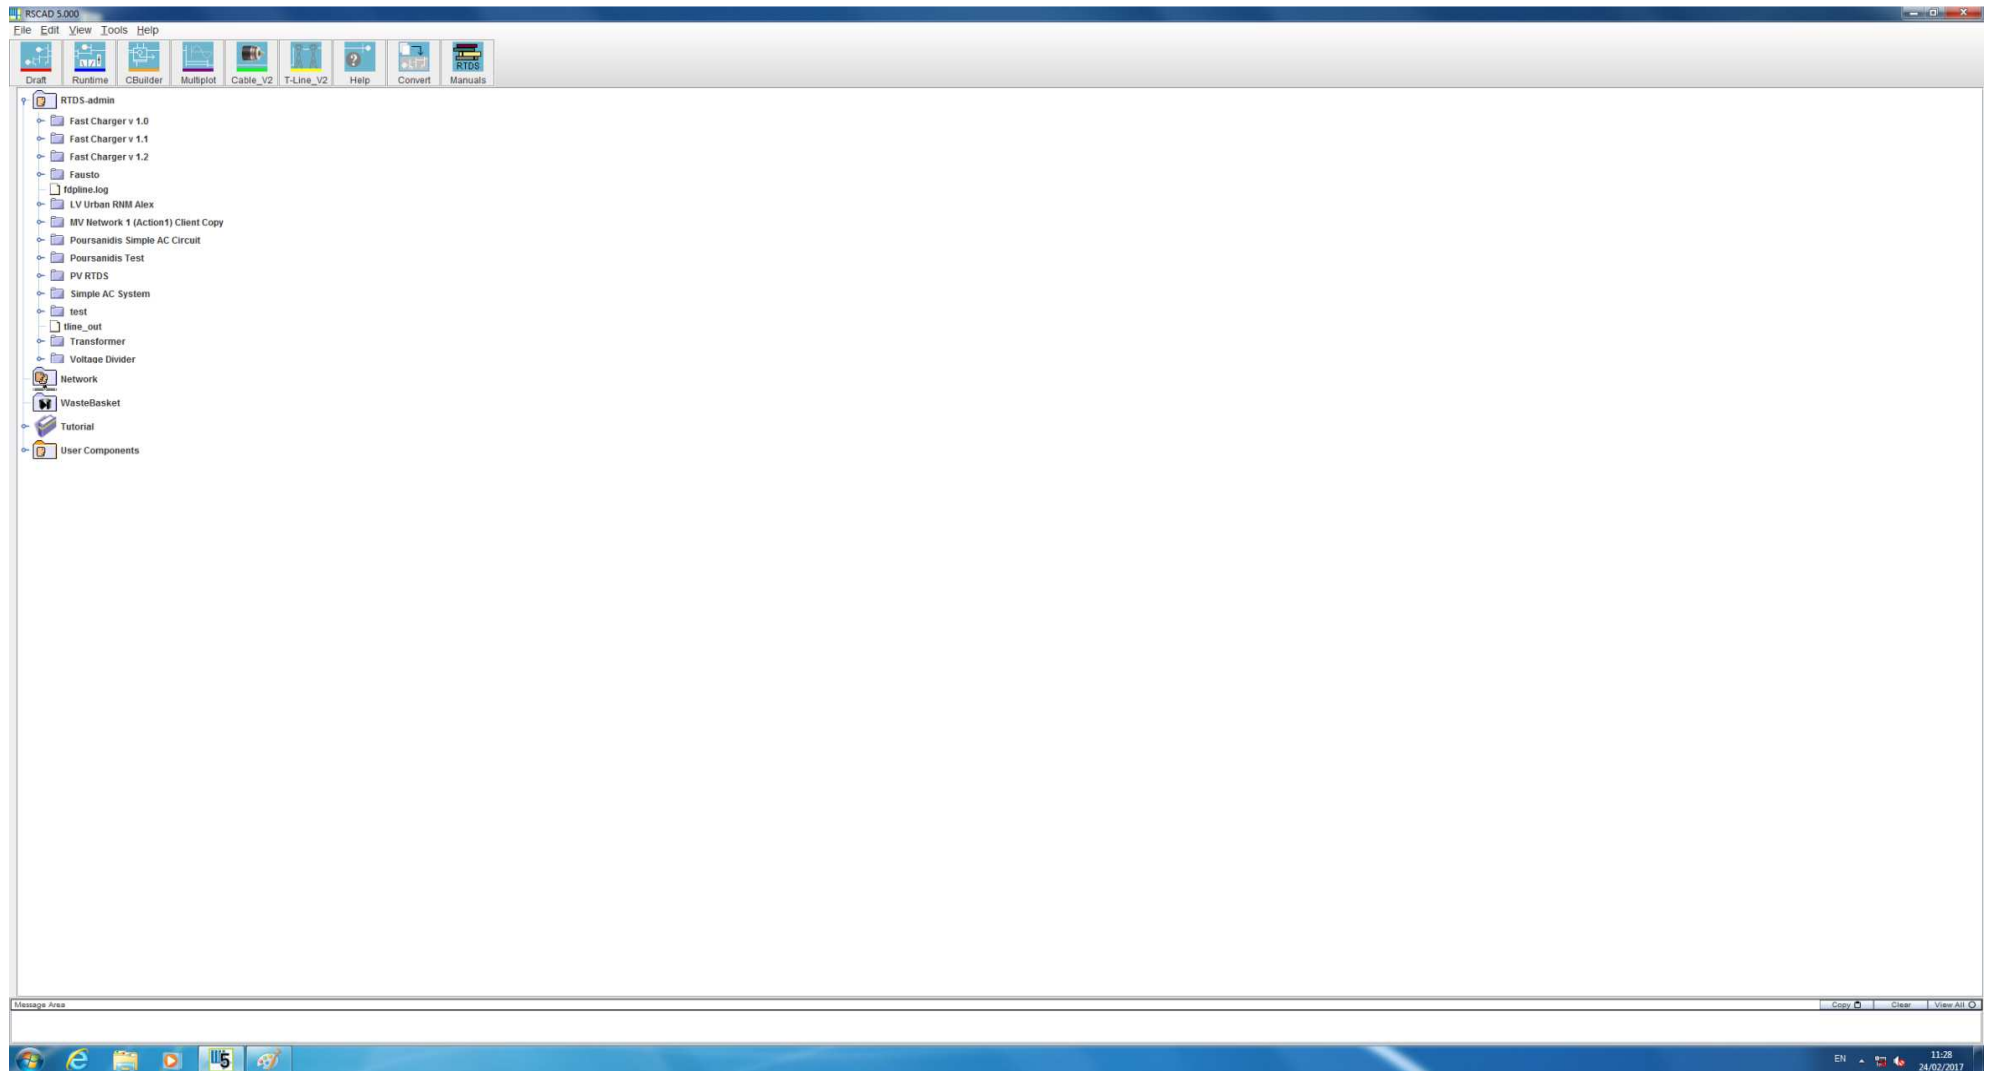 RSCAD 5.000
File Edit View Tools Help
Draft Runtime CBuilder Multiplot Cable_V2 T-Line_V2 Help Convert RTDS Manuals
RTDS-admin
Fast Charger v 1.0
Fast Charger v 1.1
Fast Charger v 1.2
Fausto
fdpline.log
LV Urban RNM Alex
MV Network 1 (Action1) Client Copy
Poursanidis Simple AC Circuit
Poursanidis Test
PV RTDS
Simple AC System
test
tline_out
Transformer
Voltage Divider
Network
WasteBasket
Tutorial
User Components
Message Area Copy Clear View All
5 EN 11:28
24/02/2017